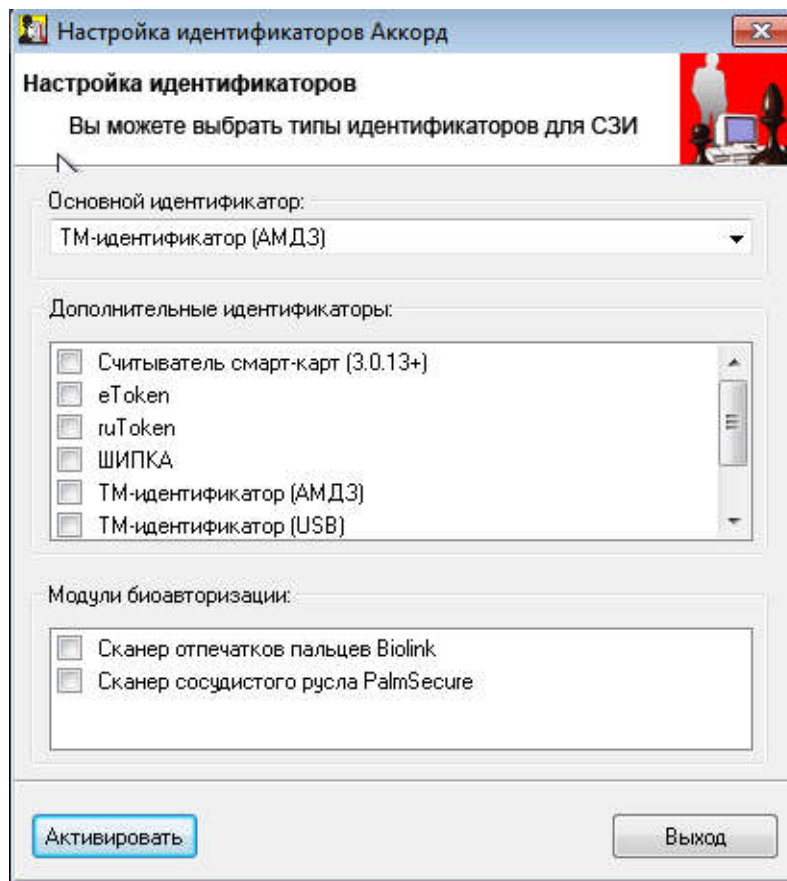 Настройка идентификаторов Аккорд
Настройка идентификаторов
Вы можете выбрать типы идентификаторов для СЗИ
Основной идентификатор:
ТМ-идентификатор (АМДЗ)
Дополнительные идентификаторы:
Считыватель смарт-карт (3.0.13+)
eToken
ruToken
ШИПКА
ТМ-идентификатор (АМДЗ)
ТМ-идентификатор (USB)
Модули биоавторизации:
Сканер отпечатков пальцев Biolink
Сканер сосудистого русла PalmSecure
Активировать
Выход